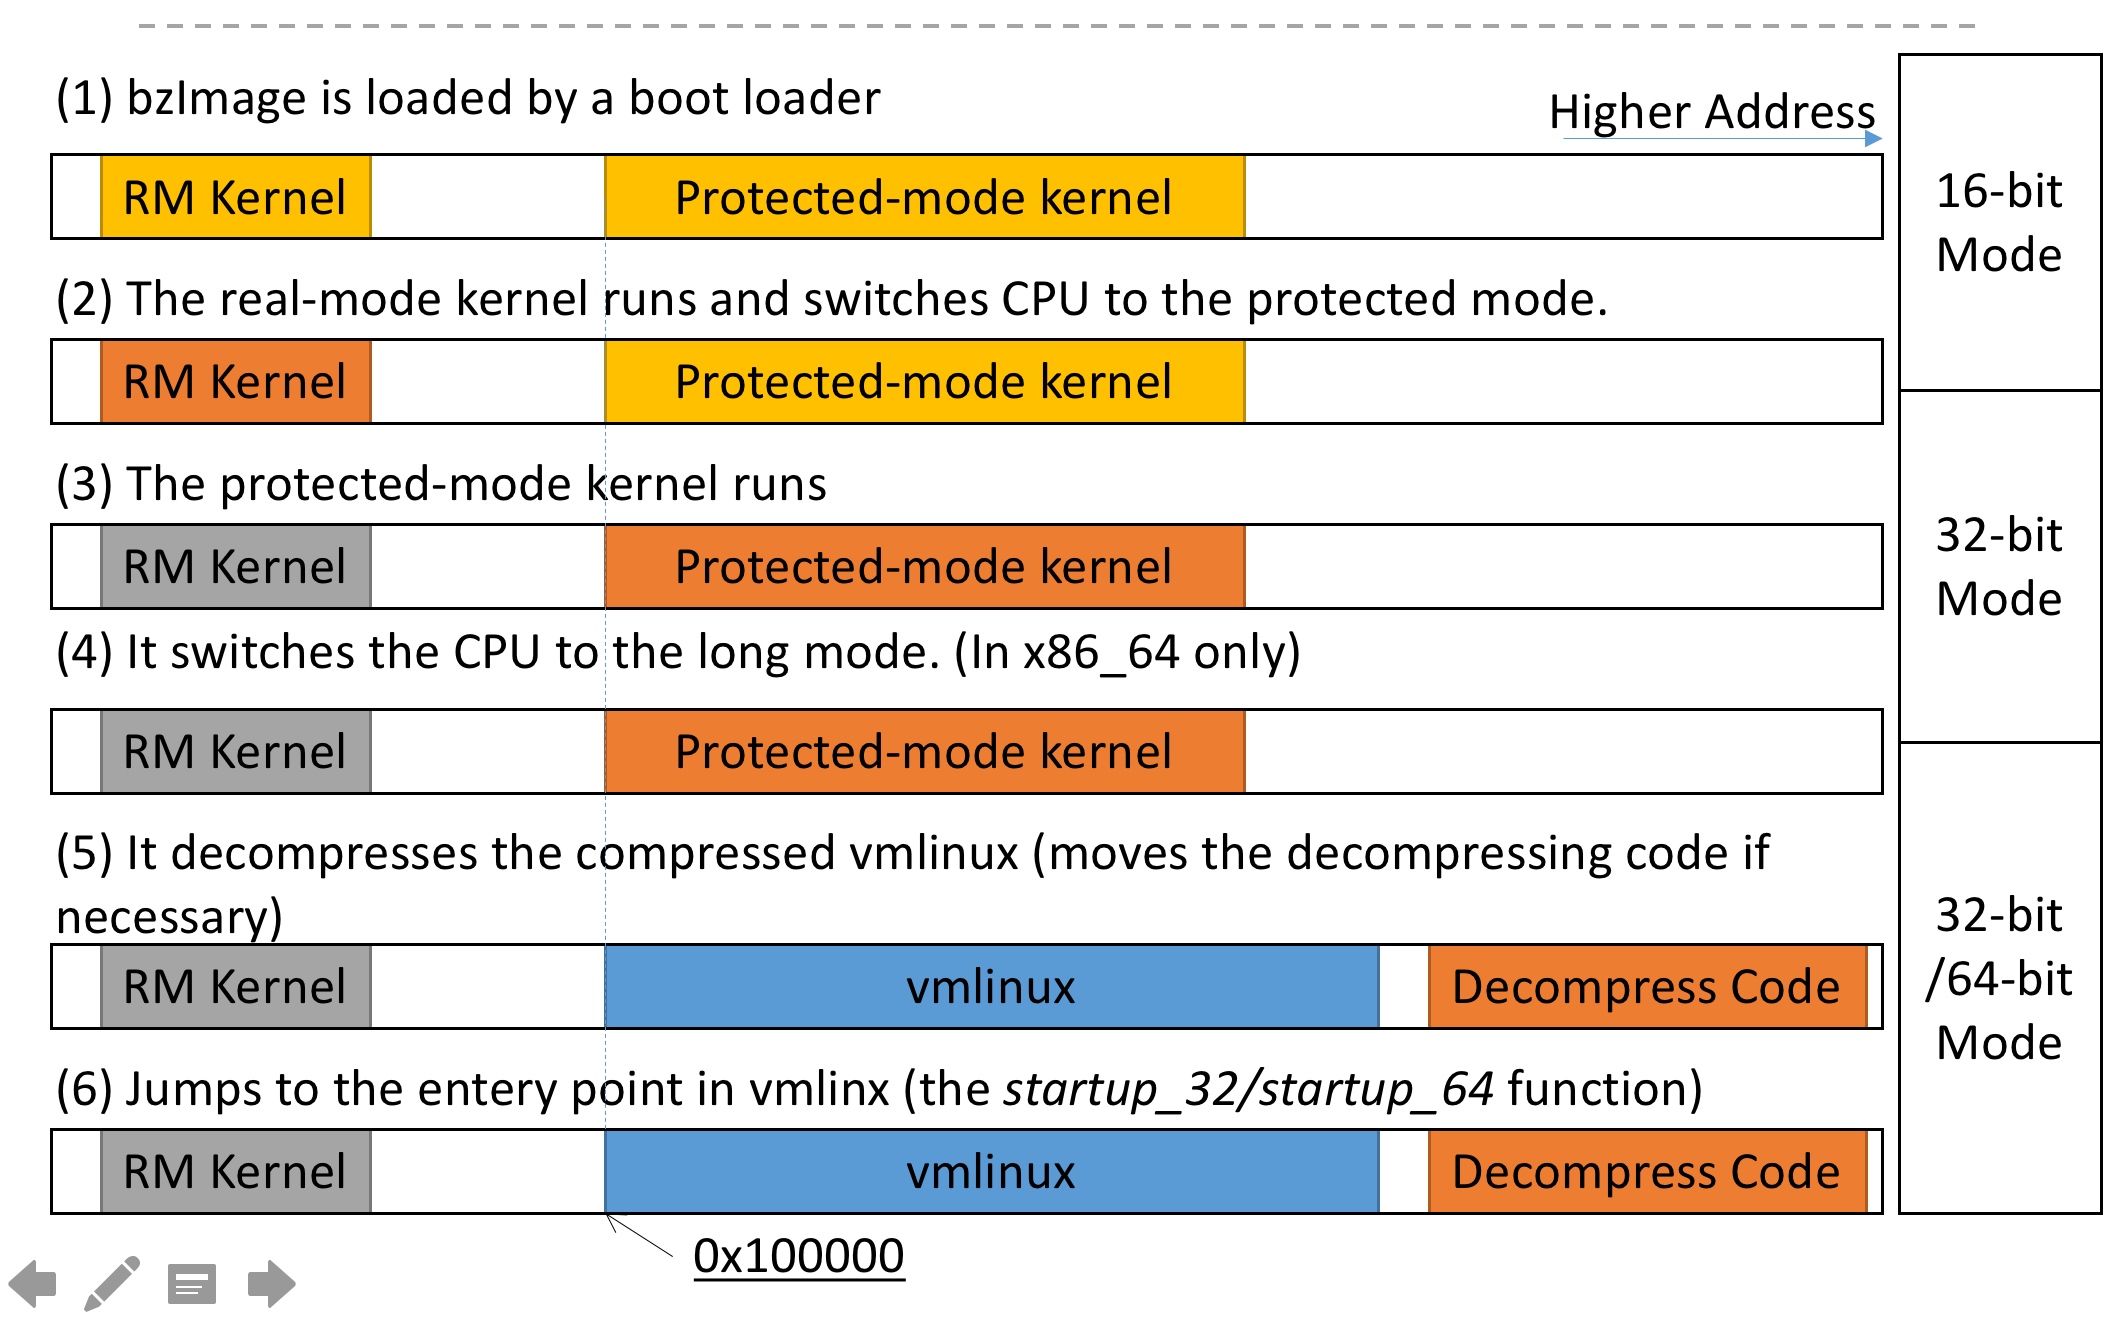 (1) bzImage is loaded by a boot loader
Higher Address
RM Kernel Protected-mode kernel
16-bit
Mode
(2) The real-mode kernel runs and switches CPU to the protected mode.
RM Kernel Protected-mode kernel
(3) The protected-mode kernel runs
RM Kernel Protected-mode kernel
32-bit
Mode
(4) It switches the CPU to the long mode. (In x86_64 only)
RM Kernel Protected-mode kernel
(5) It decompresses the compressed vmlinux (moves the decompressing code if
necessary)
RM Kernel vmlinux Decompress Code
32-bit
/64-bit
Mode
(6) Jumps to the entery point in vmlinx (the startup_32/startup_64 function)
RM Kernel vmlinux Decompress Code
0x100000